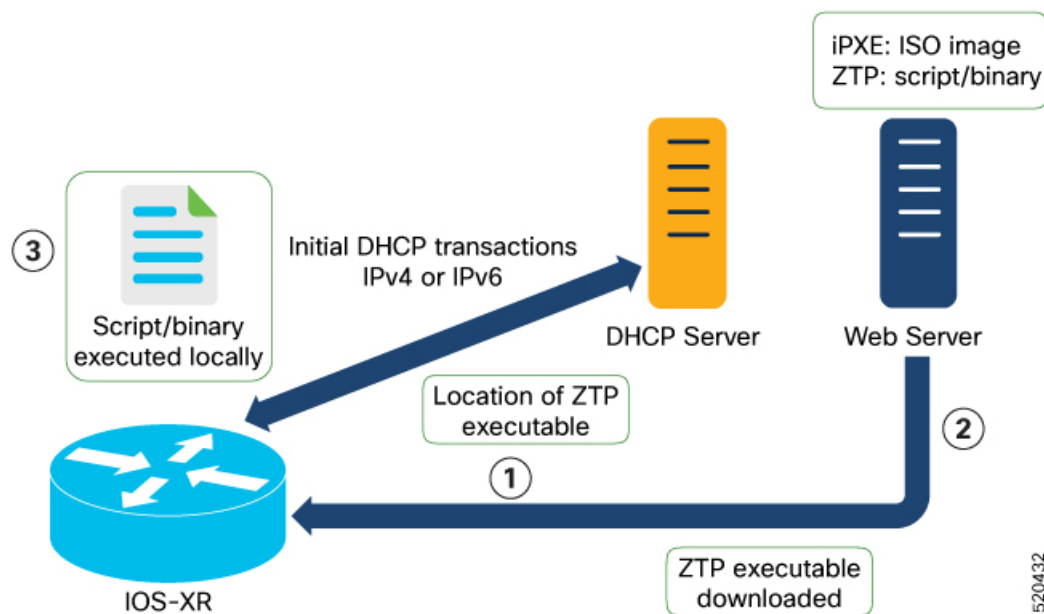 iPXE: ISO image
ZTP: script/binary
3
Script/binary
executed locally
Initial DHCP transactions
IPv4 or IPv6
DHCP Server
Web Server
Location of ZTP
executable
1
2
ZTP executable
downloaded
IOS-XR
520432